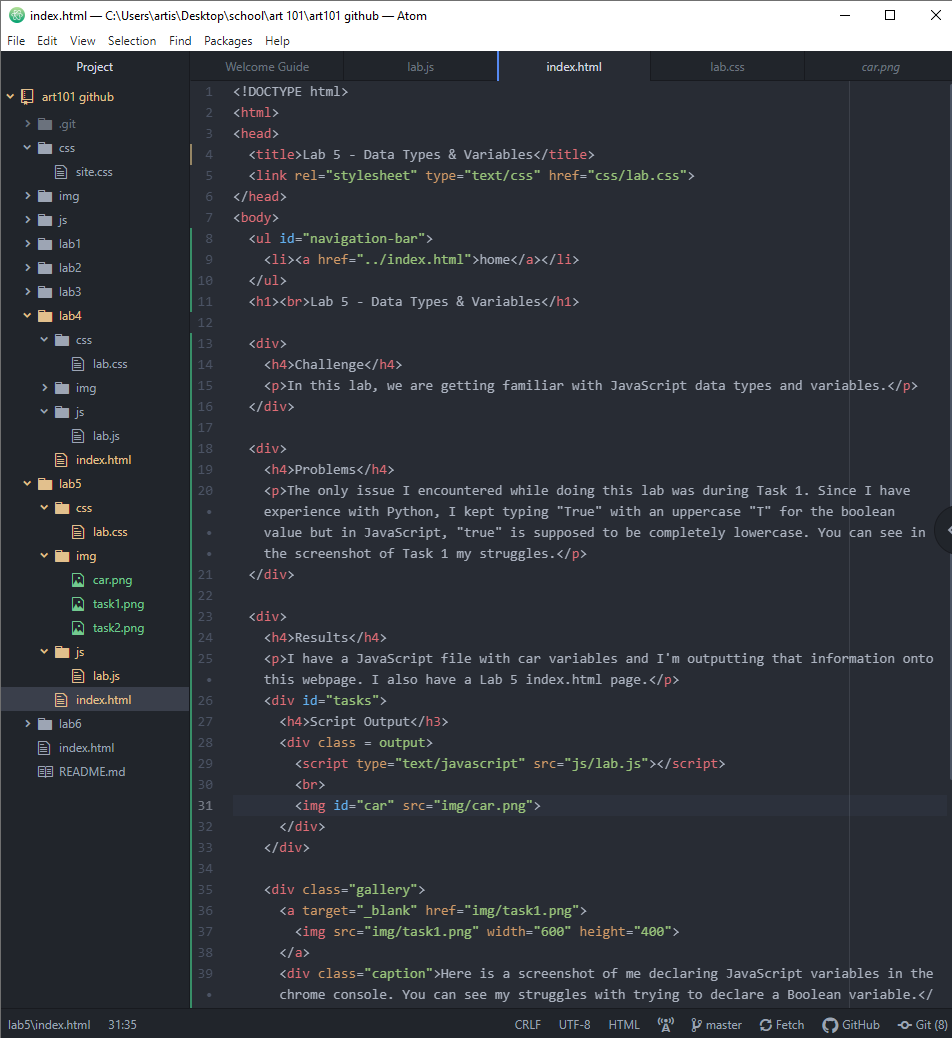 index.html — C:\Users\artis\Desktop\school\art 101\art101 github — Atom
File Edit View Selection Find Packages Help
Project
art101 github
.git
css
site.css
img
js
lab1
lab2
lab3
lab4
css
lab.css
img
js
lab.js
index.html
lab5
css
lab.css
img
car.png
task1.png
task2.png
js
lab.js
index.html
lab6
index.html
README.md
Welcome Guide lab.js index.html lab.css car.png
1 <!DOCTYPE html>
2 <html>
3 <head>
4 <title>Lab 5 - Data Types & Variables</title>
5 <link rel="stylesheet" type="text/css" href="css/lab.css">
6 </head>
7 <body>
8 <ul id="navigation-bar">
9 <li><a href="../index.html">home</a></li>
10 </ul>
11 <h1><br>Lab 5 - Data Types & Variables</h1>
12
13 <div>
14 <h4>Challenge</h4>
15 <p>In this lab, we are getting familiar with JavaScript data types and variables.</p>
16 </div>
17
18 <div>
19 <h4>Problems</h4>
20 <p>The only issue I encountered while doing this lab was during Task 1. Since I have
• experience with Python, I kept typing "True" with an uppercase "T" for the boolean
• value but in JavaScript, "true" is supposed to be completely lowercase. You can see in
• the screenshot of Task 1 my struggles.</p>
21 </div>
22
23 <div>
24 <h4>Results</h4>
25 <p>I have a JavaScript file with car variables and I'm outputting that information onto
• this webpage. I also have a Lab 5 index.html page.</p>
26 <div id="tasks">
27 <h4>Script Output</h3>
28 <div class = output>
29 <script type="text/javascript" src="js/lab.js"></script>
30 <br>
31 <img id="car" src="img/car.png">
32 </div>
33 </div>
34
35 <div class="gallery">
36 <a target="_blank" href="img/task1.png">
37 <img src="img/task1.png" width="600" height="400">
38 </a>
39 <div class="caption">Here is a screenshot of me declaring JavaScript variables in the
• chrome console. You can see my struggles with trying to declare a Boolean variable.</
lab5\index.html 31:35 CRLF UTF-8 HTML master Fetch GitHub Git (8)